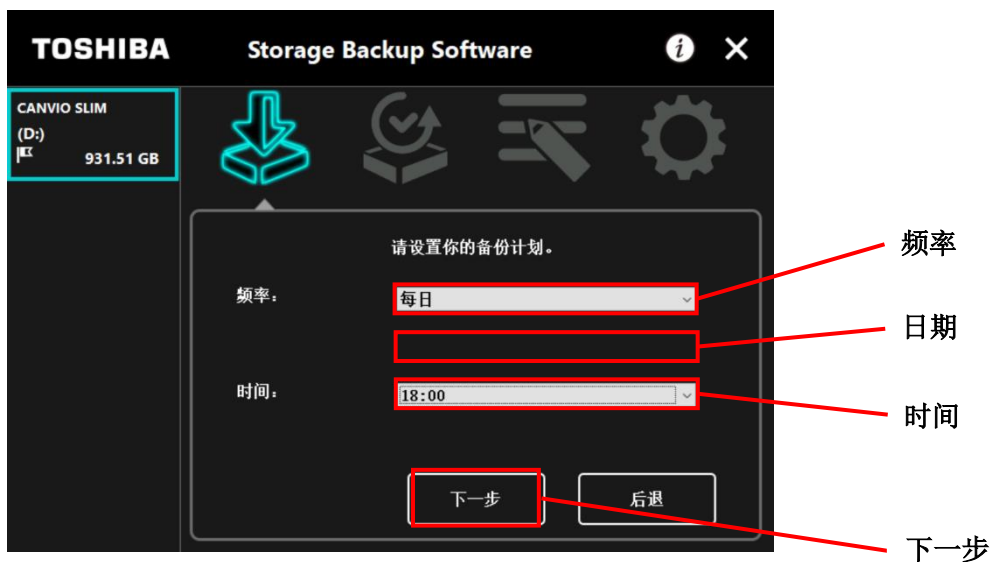 TOSHIBA Storage Backup Software i
CANVIO SLIM
(D:)
931.51 GB
请设置你的备份计划。
频率：
每日
时间：
18:00
下一步
后退
频率
日期
时间
下一步